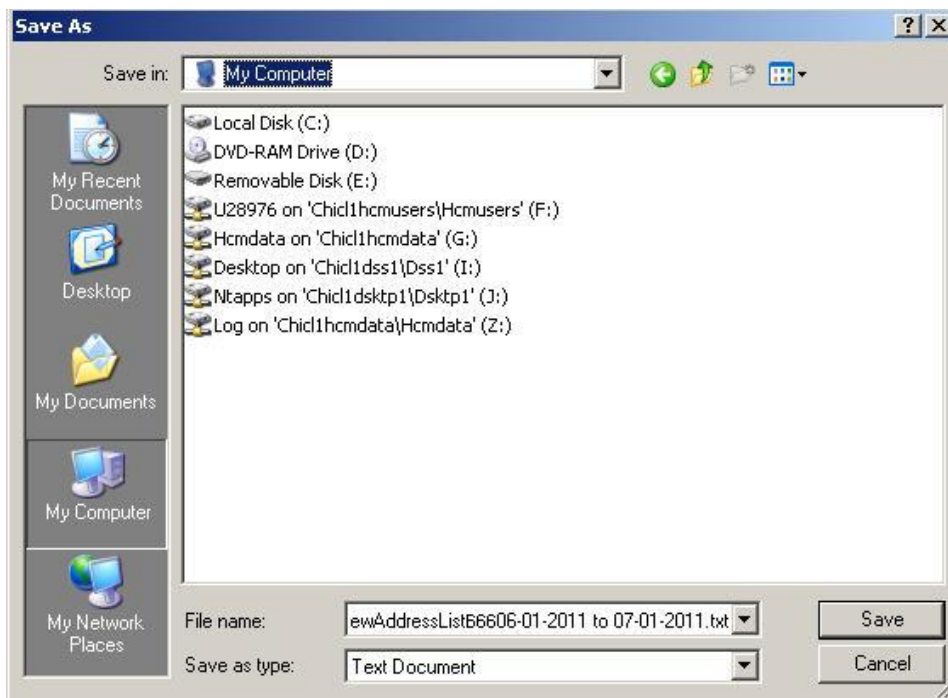 Save As
Save in:
My Computer
My Recent
Documents
Desktop
My Documents
My Computer
My Network
Places
Local Disk (C:)
DVD-RAM Drive (D:)
Removable Disk (E:)
U28976 on 'Chicl1hcmusers\Hcmusers' (F:)
Hcmdata on 'Chicl1hcmdata' (G:)
Desktop on 'Chicl1dss1\Dss1' (I:)
Ntapps on 'Chicl1dsktp1\Dsktp1' (J:)
Log on 'Chicl1hcmdata\Hcmdata' (Z:)
File name:
ewAddressList66606-01-2011 to 07-01-2011.txt
Save
Save as type:
Text Document
Cancel